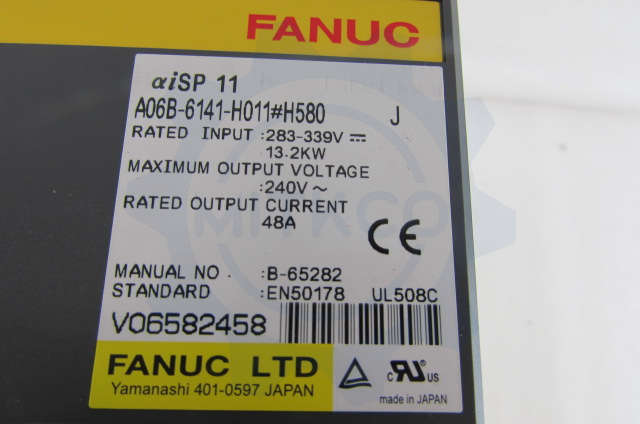 FANUC
αiSP 11
A06B-6141-H011#H580 J
RATED INPUT :283-339V ⎓
13.2KW
MAXIMUM OUTPUT VOLTAGE
:240V ~
RATED OUTPUT CURRENT
48A
CE
MANUAL NO. :B-65282
STANDARD :EN50178 UL508C
V06582458
FANUC LTD
Yamanashi 401-0597 JAPAN
c RU US
made in JAPAN
MITKCO